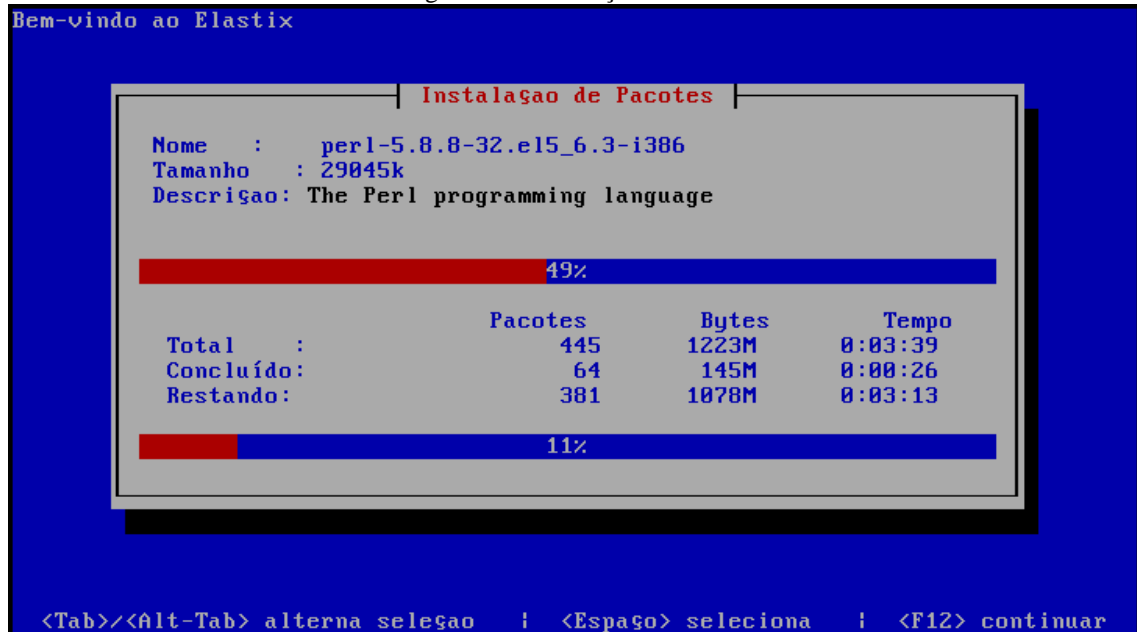 Bem-vindo ao Elastix
Instalaçao de Pacotes
Nome : perl-5.8.8-32.el5_6.3-i386
Tamanho : 29045k
Descriçao: The Perl programming language
49%
Pacotes Bytes Tempo
Total : 445 1223M 0:03:39
Concluído: 64 145M 0:00:26
Restando: 381 1078M 0:03:13
11%
<Tab>/<Alt-Tab> alterna seleçao | <Espaço> seleciona | <F12> continuar